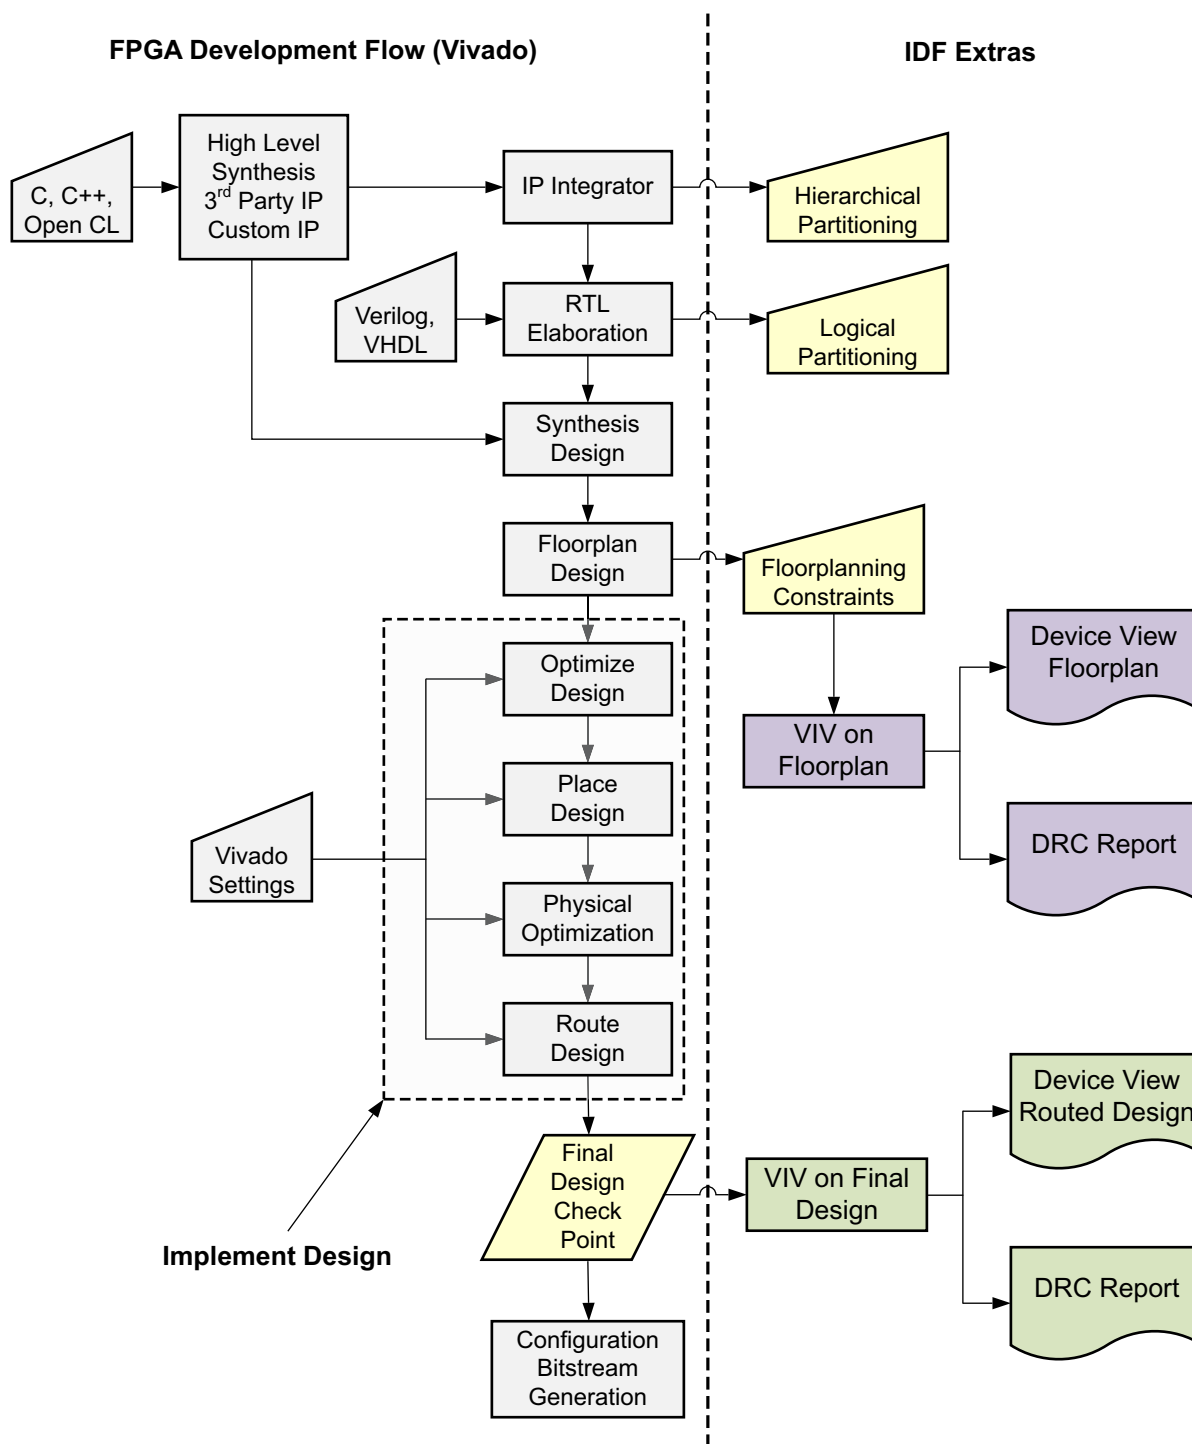 FPGA Development Flow (Vivado)
IDF Extras
C, C++,
Open CL
High Level
Synthesis
3rd Party IP
Custom IP
IP Integrator
Hierarchical
Partitioning
Verilog,
VHDL
RTL
Elaboration
Logical
Partitioning
Synthesis
Design
Floorplan
Design
Floorplanning
Constraints
Device View
Floorplan
Optimize
Design
VIV on
Floorplan
Place
Design
DRC Report
Vivado
Settings
Physical
Optimization
Route
Design
Device View
Routed Design
Final
Design
Check
Point
VIV on Final
Design
Implement Design
DRC Report
Configuration
Bitstream
Generation